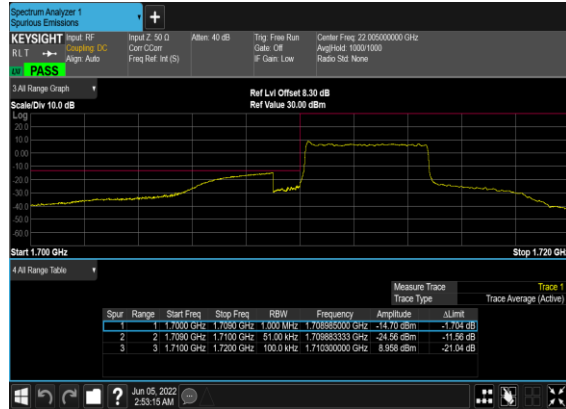 Spectrum Analyzer 1
Spurious Emissions
+
KEYSIGHT Input: RF Input Z: 50 Ω Atten: 40 dB Trig: Free Run Center Freq: 22.005000000 GHz
RLT Coupling: DC Corr CCorr Gate: Off Avg|Hold: 1000/1000
Align: Auto Freq Ref: Int (S) IF Gain: Low Radio Std: None
PASS
3 All Range Graph
Ref Lvl Offset 8.30 dB
Scale/Div 10.0 dB Ref Value 30.00 dBm
Log
20.0
10.0
0.00
-10.0
-20.0
-30.0
-40.0
-50.0
-60.0
Start 1.700 GHz Stop 1.720 GH
4 All Range Table
Measure Trace Trace 1
Trace Type Trace Average (Active)
Spur Range Start Freq Stop Freq RBW Frequency Amplitude ΔLimit
1 1 1.7000 GHz 1.7090 GHz 1.000 MHz 1.708985000 GHz -14.70 dBm -1.704 dB
2 2 1.7090 GHz 1.7100 GHz 51.00 kHz 1.709883333 GHz -24.56 dBm -11.56 dB
3 3 1.7100 GHz 1.7200 GHz 100.0 kHz 1.710300000 GHz 8.958 dBm -21.04 dB
? Jun 05, 2022
2:53:15 AM